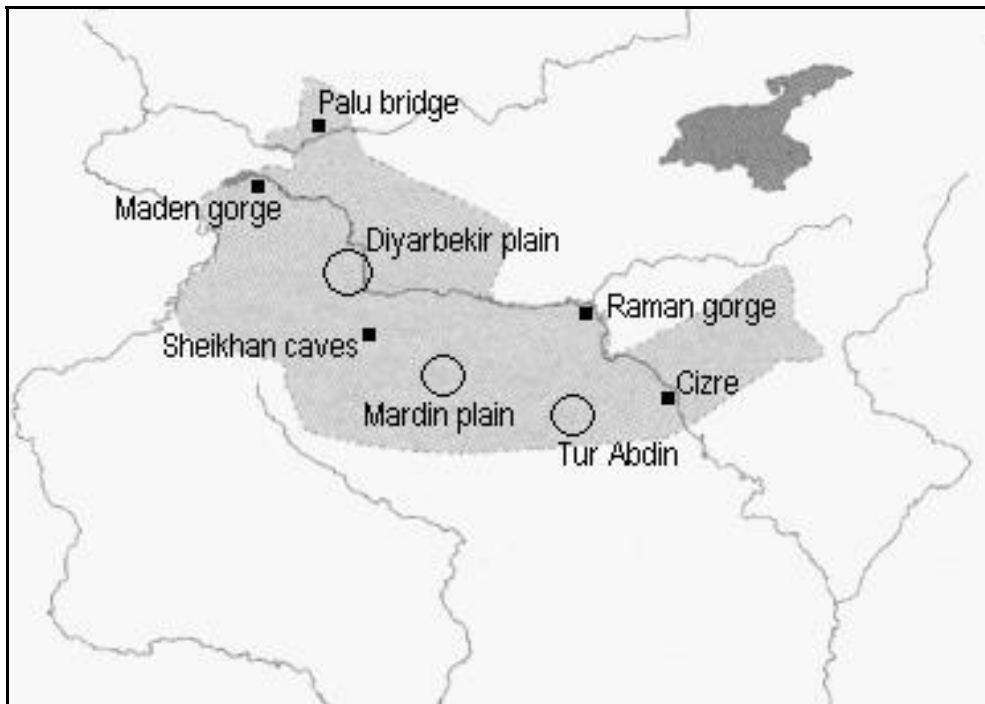 Palu bridge
Maden gorge
Diyarbekir plain
Raman gorge
Sheikhan caves
Cizre
Mardin plain
Tur Abdin